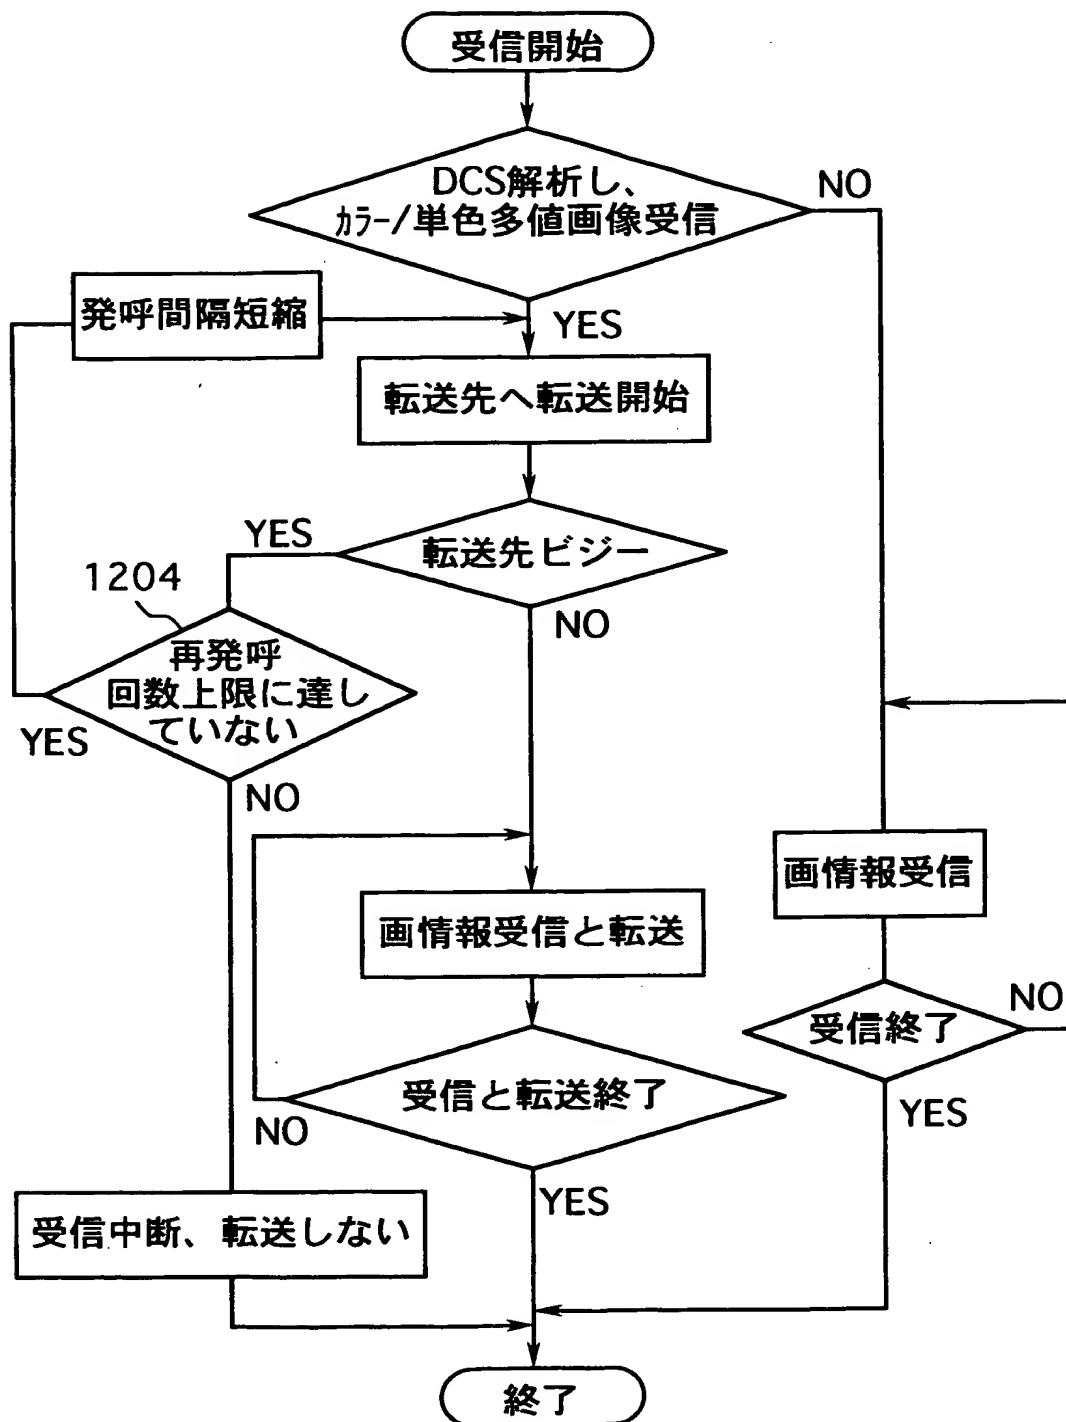 受信開始
DCS解析し、
カラー/単色多値画像受信
NO
発呼間隔短縮
YES
転送先へ転送開始
YES
転送先ビジー
1204
NO
再発呼
回数上限に達し
ていない
YES
NO
画情報受信
画情報受信と転送
NO
受信終了
受信と転送終了
YES
NO
YES
受信中断、転送しない
終了